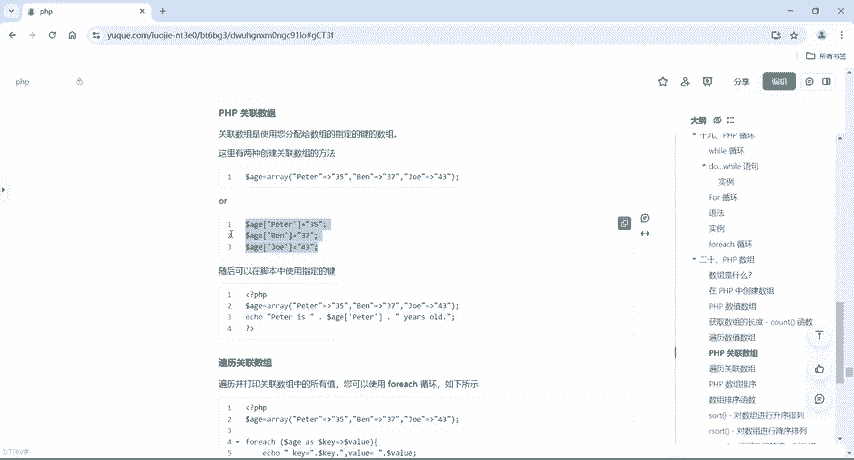 php
yuque.com/luojie-nt3e0/bt6bg3/dwuhgnxm0ngc91lo#gCT3f
所有书签
php
分享
编辑
PHP 关联数组
关联数组是使用您分配给数组的指定的键的数组。
这里有两种创建关联数组的方法
1 $age=array("Peter"=>"35","Ben"=>"37","Joe"=>"43");
or
1 $age['Peter']="35";
2 $age['Ben']="37";
3 $age['Joe']="43";
随后可以在脚本中使用指定的键
1 <?php
2 $age=array("Peter"=>"35","Ben"=>"37","Joe"=>"43");
3 echo "Peter is " . $age['Peter'] . " years old.";
4 ?>
遍历关联数组
遍历并打印关联数组中的所有值，您可以使用 foreach 循环，如下所示
1 <?php
2 $age=array("Peter"=>"35","Ben"=>"37","Joe"=>"43");
3
4 foreach ($age as $key=>$value){
5 echo " key=".$key.",value= ".$value;
大纲
十九、PHP 循环
while 循环
do...while 语句
实例
For 循环
语法
实例
foreach 循环
二十、PHP 数组
数组是什么?
在 PHP 中创建数组
PHP 数值数组
获取数组的长度 - count() 函数
遍历数值数组
PHP 关联数组
遍历关联数组
PHP 数组排序
数组排序函数
sort() - 对数组进行升序排列
rsort() - 对数组进行降序排列